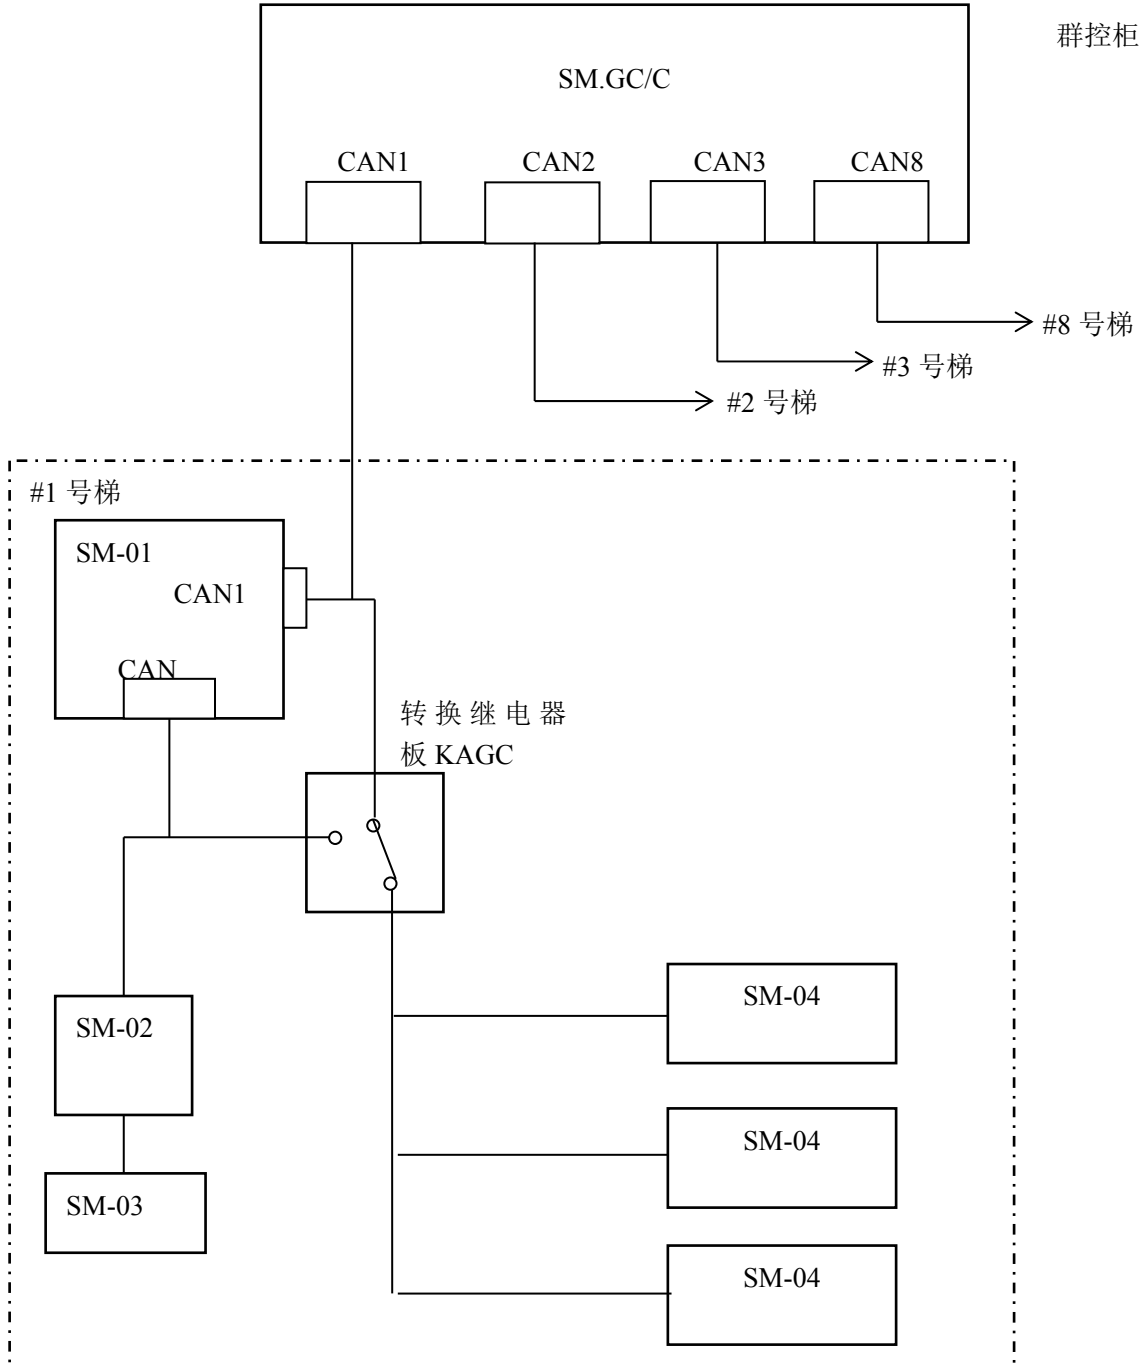 群控柜
SM.GC/C
CAN1
CAN2
CAN3
CAN8
#8 号梯
#3 号梯
#2 号梯
#1 号梯
SM-01
CAN1
CAN
转换继电器
板 KAGC
SM-04
SM-02
SM-04
SM-03
SM-04